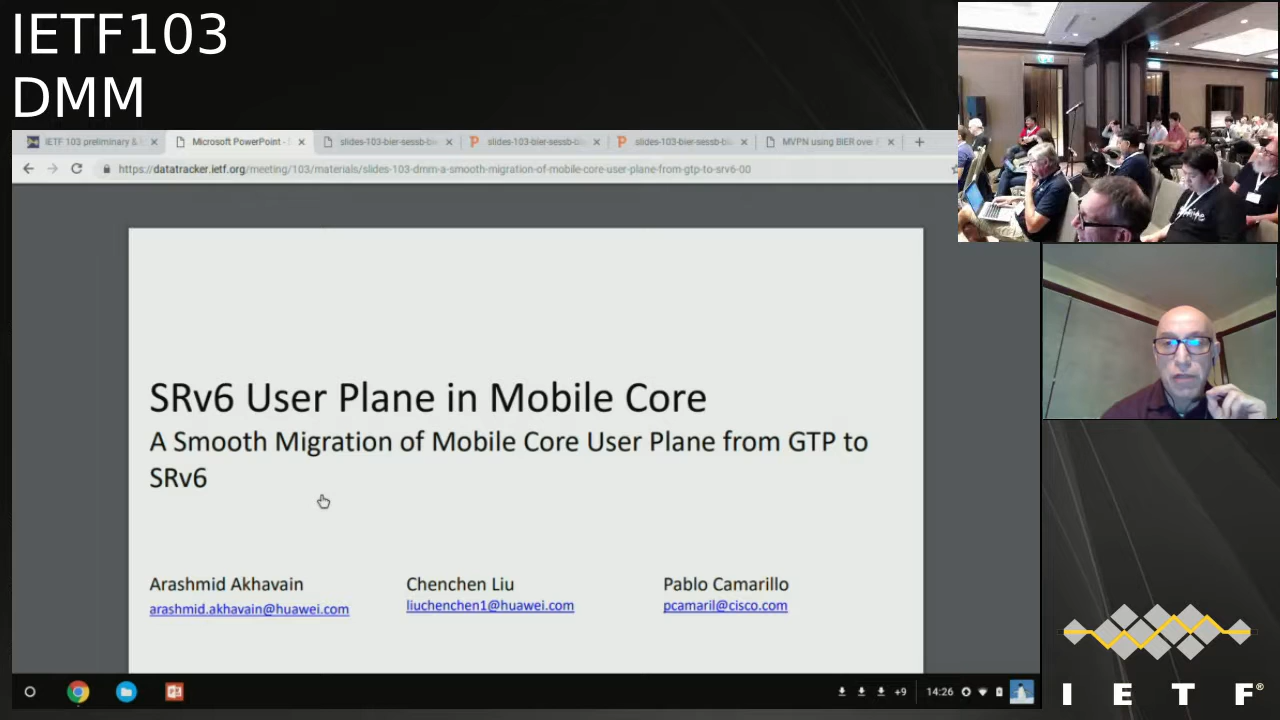 IETF103
DMM
IETF 103 preliminary &
Microsoft PowerPoint -
slides-103-bier-sessb-bi
slides-103-bier-sessb-bi
slides-103-bier-sessb-bi
MVPN using BIER over
https://datatracker.ietf.org/meeting/103/materials/slides-103-dmm-a-smooth-migration-of-mobile-core-user-plane-from-gtp-to-srv6-00
SRv6 User Plane in Mobile Core
A Smooth Migration of Mobile Core User Plane from GTP to
SRv6
Arashmid Akhavain
Chenchen Liu
Pablo Camarillo
arashmid.akhavain@huawei.com
liuchenchen1@huawei.com
pcamaril@cisco.com
+9
14:26
I E T F®